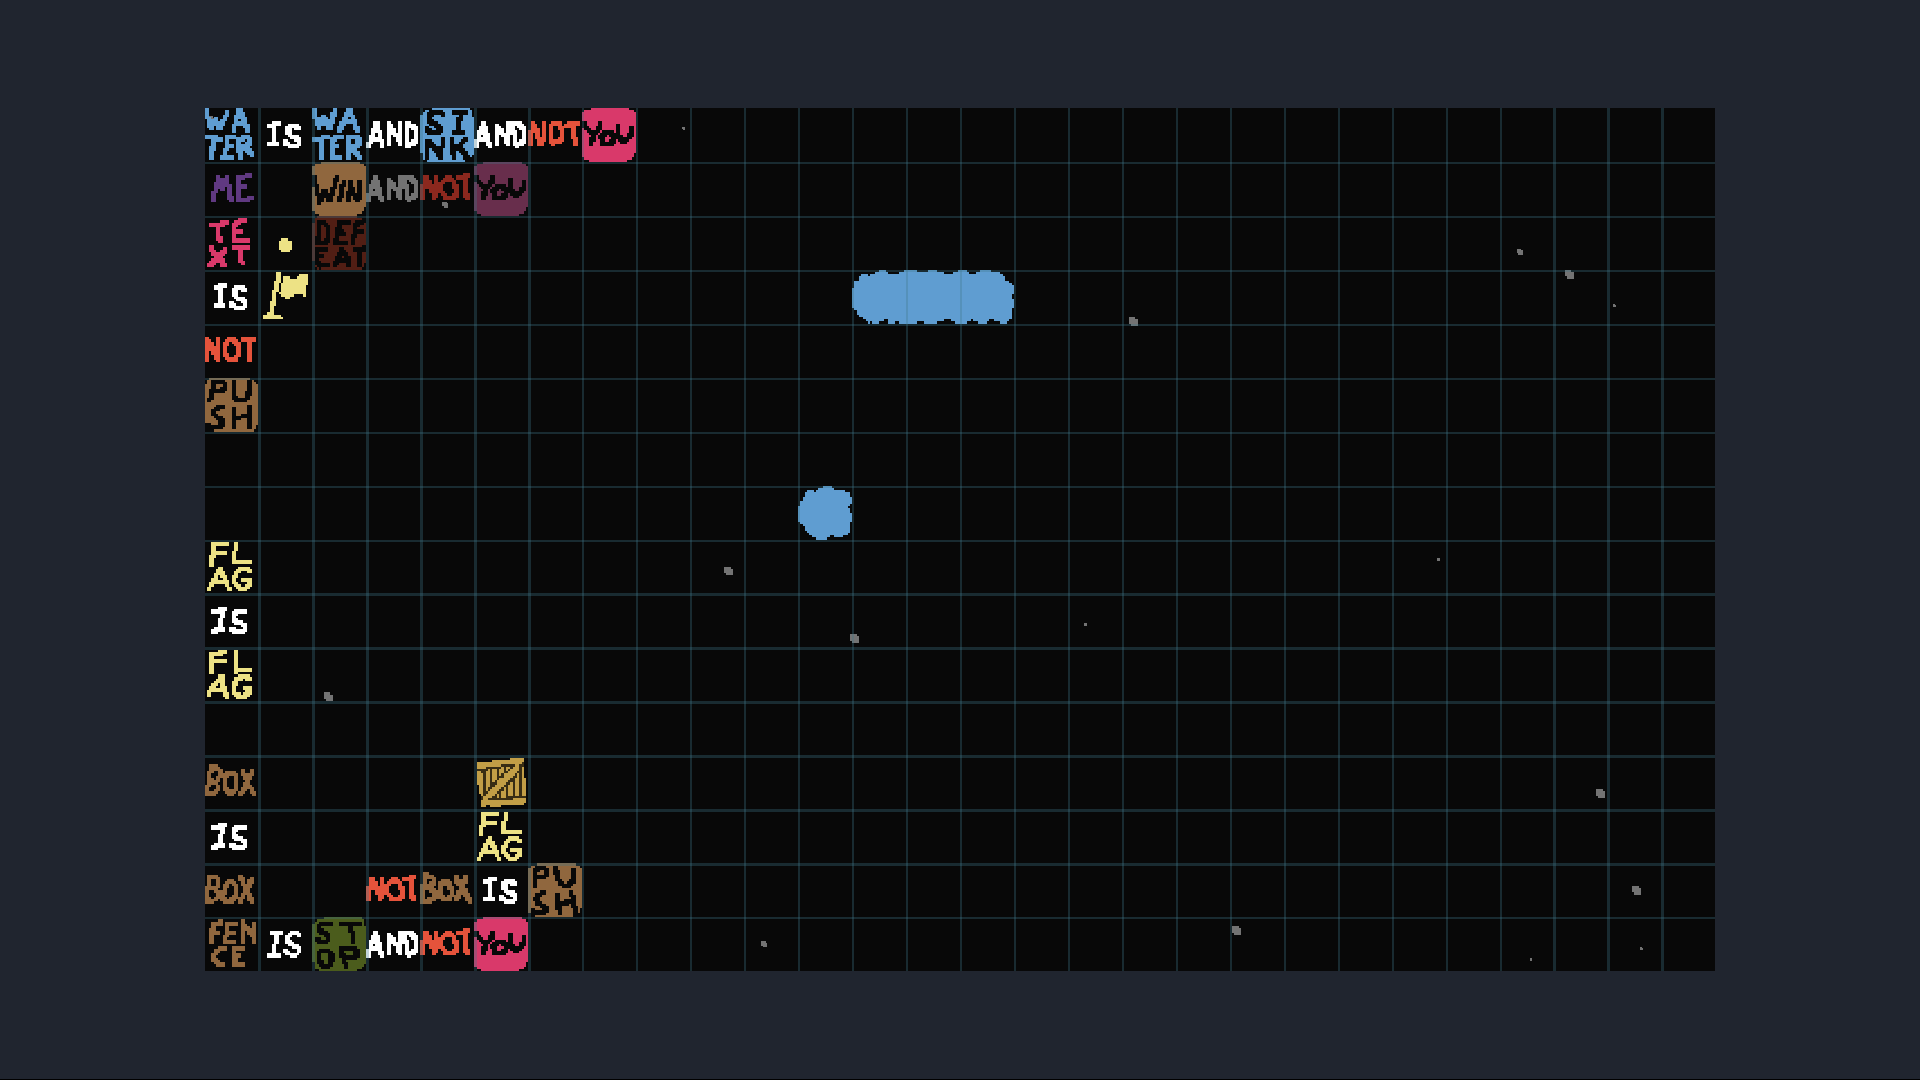 WATER IS WATER AND SINK AND NOT YOU
ME WIN AND NOT YOU
TEXT DEFEAT
IS
NOT
PUSH
FLAG
IS
FLAG
BOX
IS FLAG
BOX NOT BOX IS PUSH
FENCE IS STOP AND NOT YOU